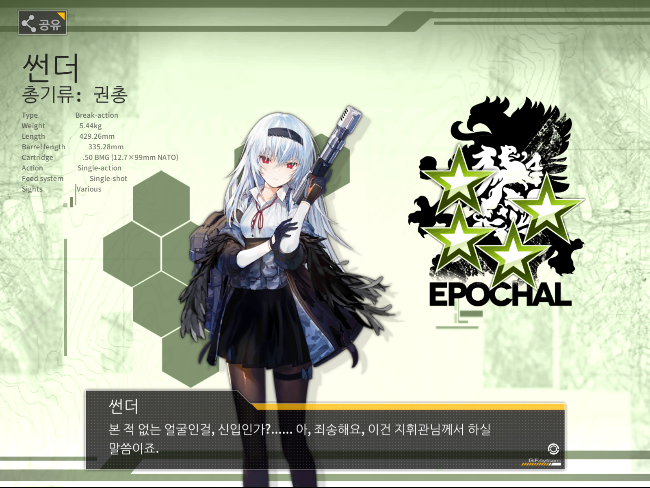 공유
썬더
총기류: 권총
Type Break-action
Weight 5.44kg
Length 429.26mm
Barrel length 335.28mm
Cartridge .50 BMG (12.7×99mm NATO)
Action Single-action
Feed system Single-shot
Sights Various
EPOCHAL
썬더
본 적 없는 얼굴인걸, 신입인가?...... 아, 죄송해요, 이건 지휘관님께서 하실
말씀이죠.